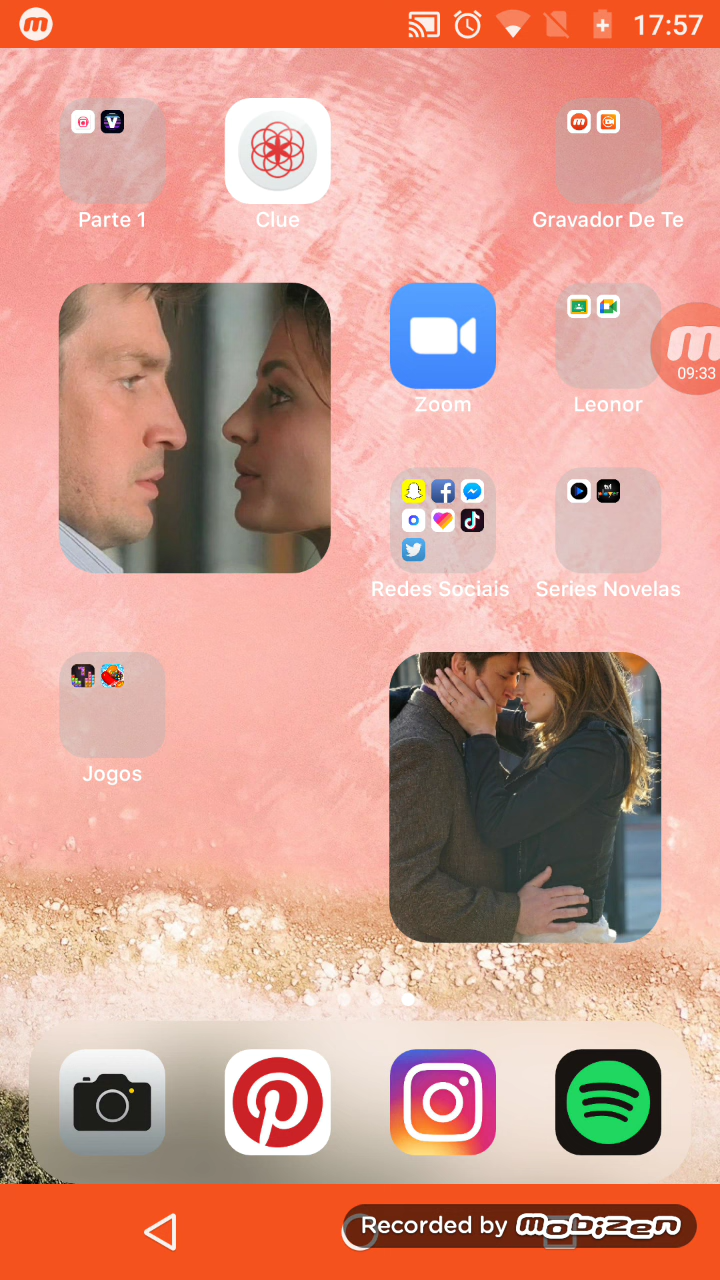 17:57
Parte 1
Clue
Gravador De Te
Zoom
Leonor
09:33
Redes Sociais
Series Novelas
Jogos
Recorded by mobizen